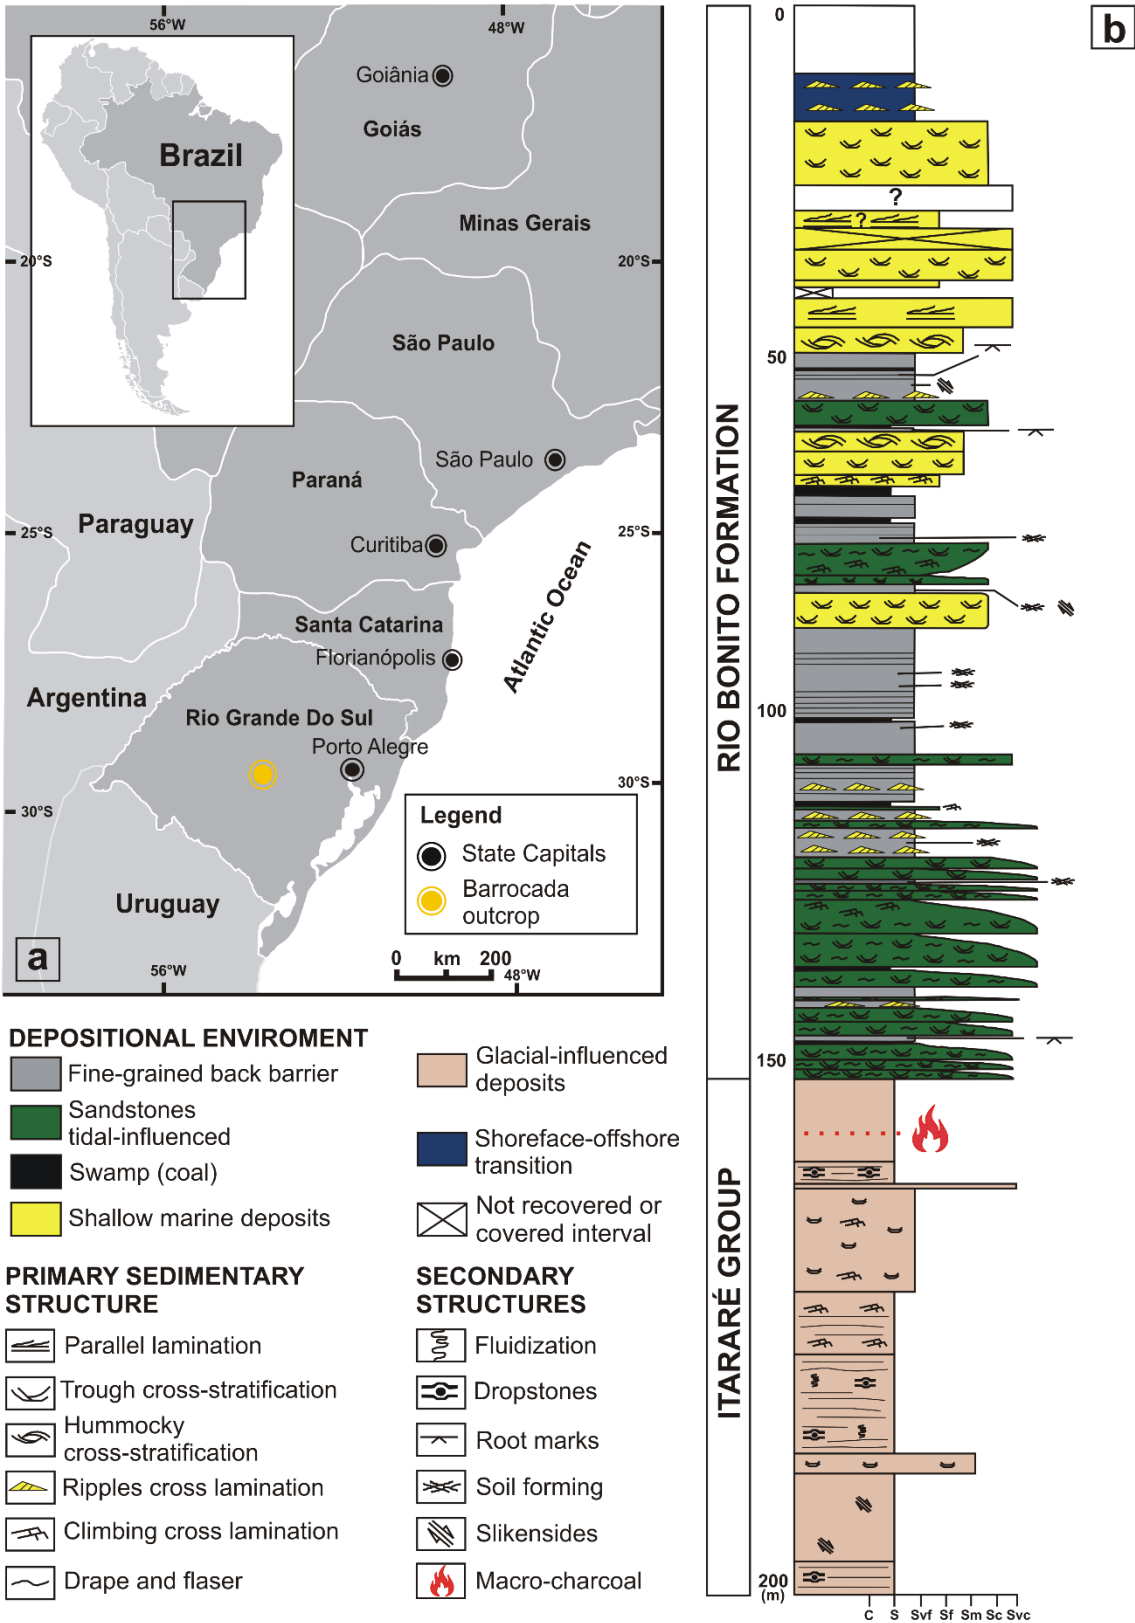 56°W
48°W
Goiânia
Goiás
Brazil
Minas Gerais
20°S
20°S
São Paulo
São Paulo
Paraná
Paraguay
25°S
25°S
Curitiba
Atlantic Ocean
Santa Catarina
Florianópolis
Argentina
Rio Grande Do Sul
Porto Alegre
30°S
30°S
Legend
State Capitals
Barrocada
outcrop
Uruguay
a
56°W
0 km 200
48°W
DEPOSITIONAL ENVIROMENT
Fine-grained back barrier
Sandstones
tidal-influenced
Swamp (coal)
Shallow marine deposits
Glacial-influenced
deposits
Shoreface-offshore
transition
Not recovered or
covered interval
PRIMARY SEDIMENTARY
STRUCTURE
Parallel lamination
Trough cross-stratification
Hummocky
cross-stratification
Ripples cross lamination
Climbing cross lamination
Drape and flaser
SECONDARY
STRUCTURES
Fluidization
Dropstones
Root marks
Soil forming
Slikensides
Macro-charcoal
b
0
?
?
50
RIO BONITO FORMATION
100
150
ITARARÉ GROUP
200
(m)
C S Svf Sf Sm Sc Svc